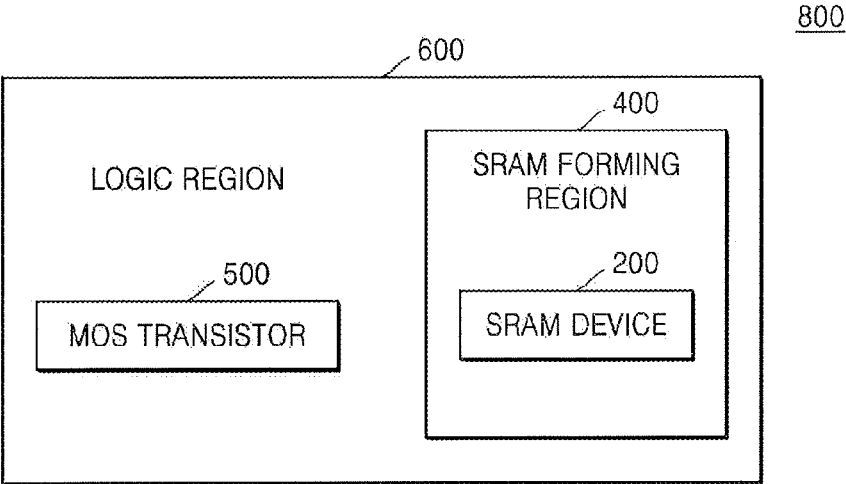 800
600
400
LOGIC REGION
SRAM FORMING
REGION
500
200
MOS TRANSISTOR
SRAM DEVICE